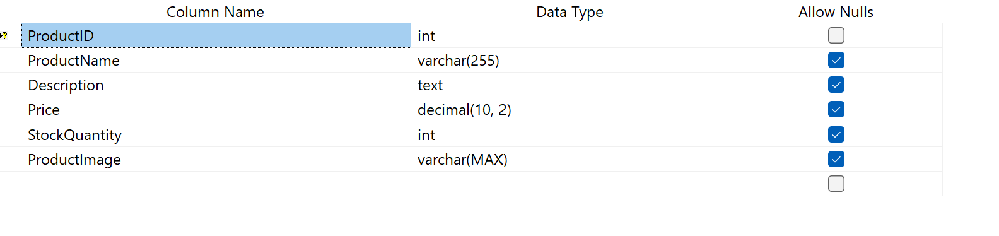 Column Name Data Type Allow Nulls
ProductID int
ProductName varchar(255)
Description text
Price decimal(10, 2)
StockQuantity int
ProductImage varchar(MAX)